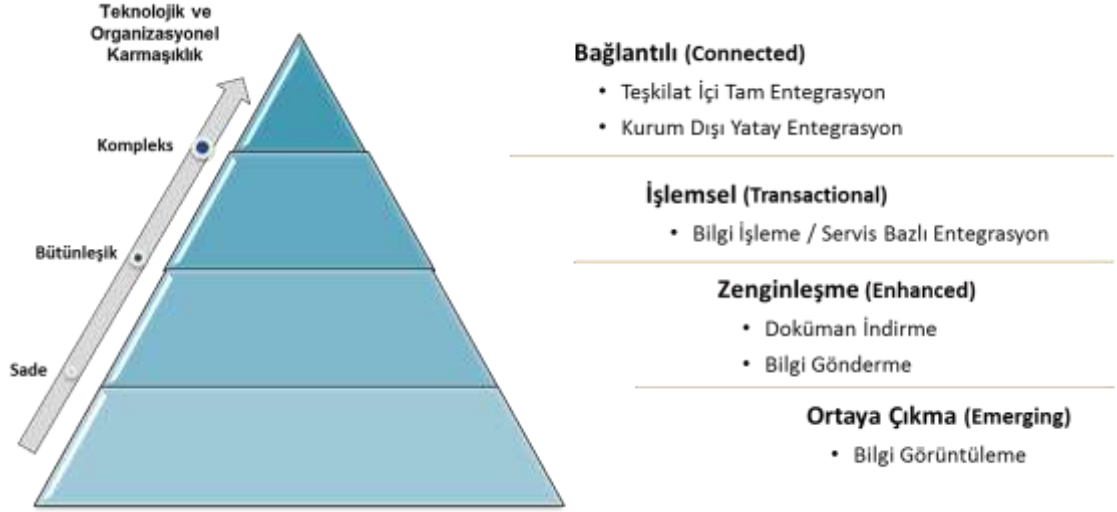 Teknolojik ve
Organizasyonel
Karmaşıklık
Kompleks
Bütünleşik
Sade
Bağlantılı (Connected)
• Teşkilat İçi Tam Entegrasyon
• Kurum Dışı Yatay Entegrasyon
İşlemsel (Transactional)
• Bilgi İşleme / Servis Bazlı Entegrasyon
Zenginleşme (Enhanced)
• Doküman İndirme
• Bilgi Gönderme
Ortaya Çıkma (Emerging)
• Bilgi Görüntüleme